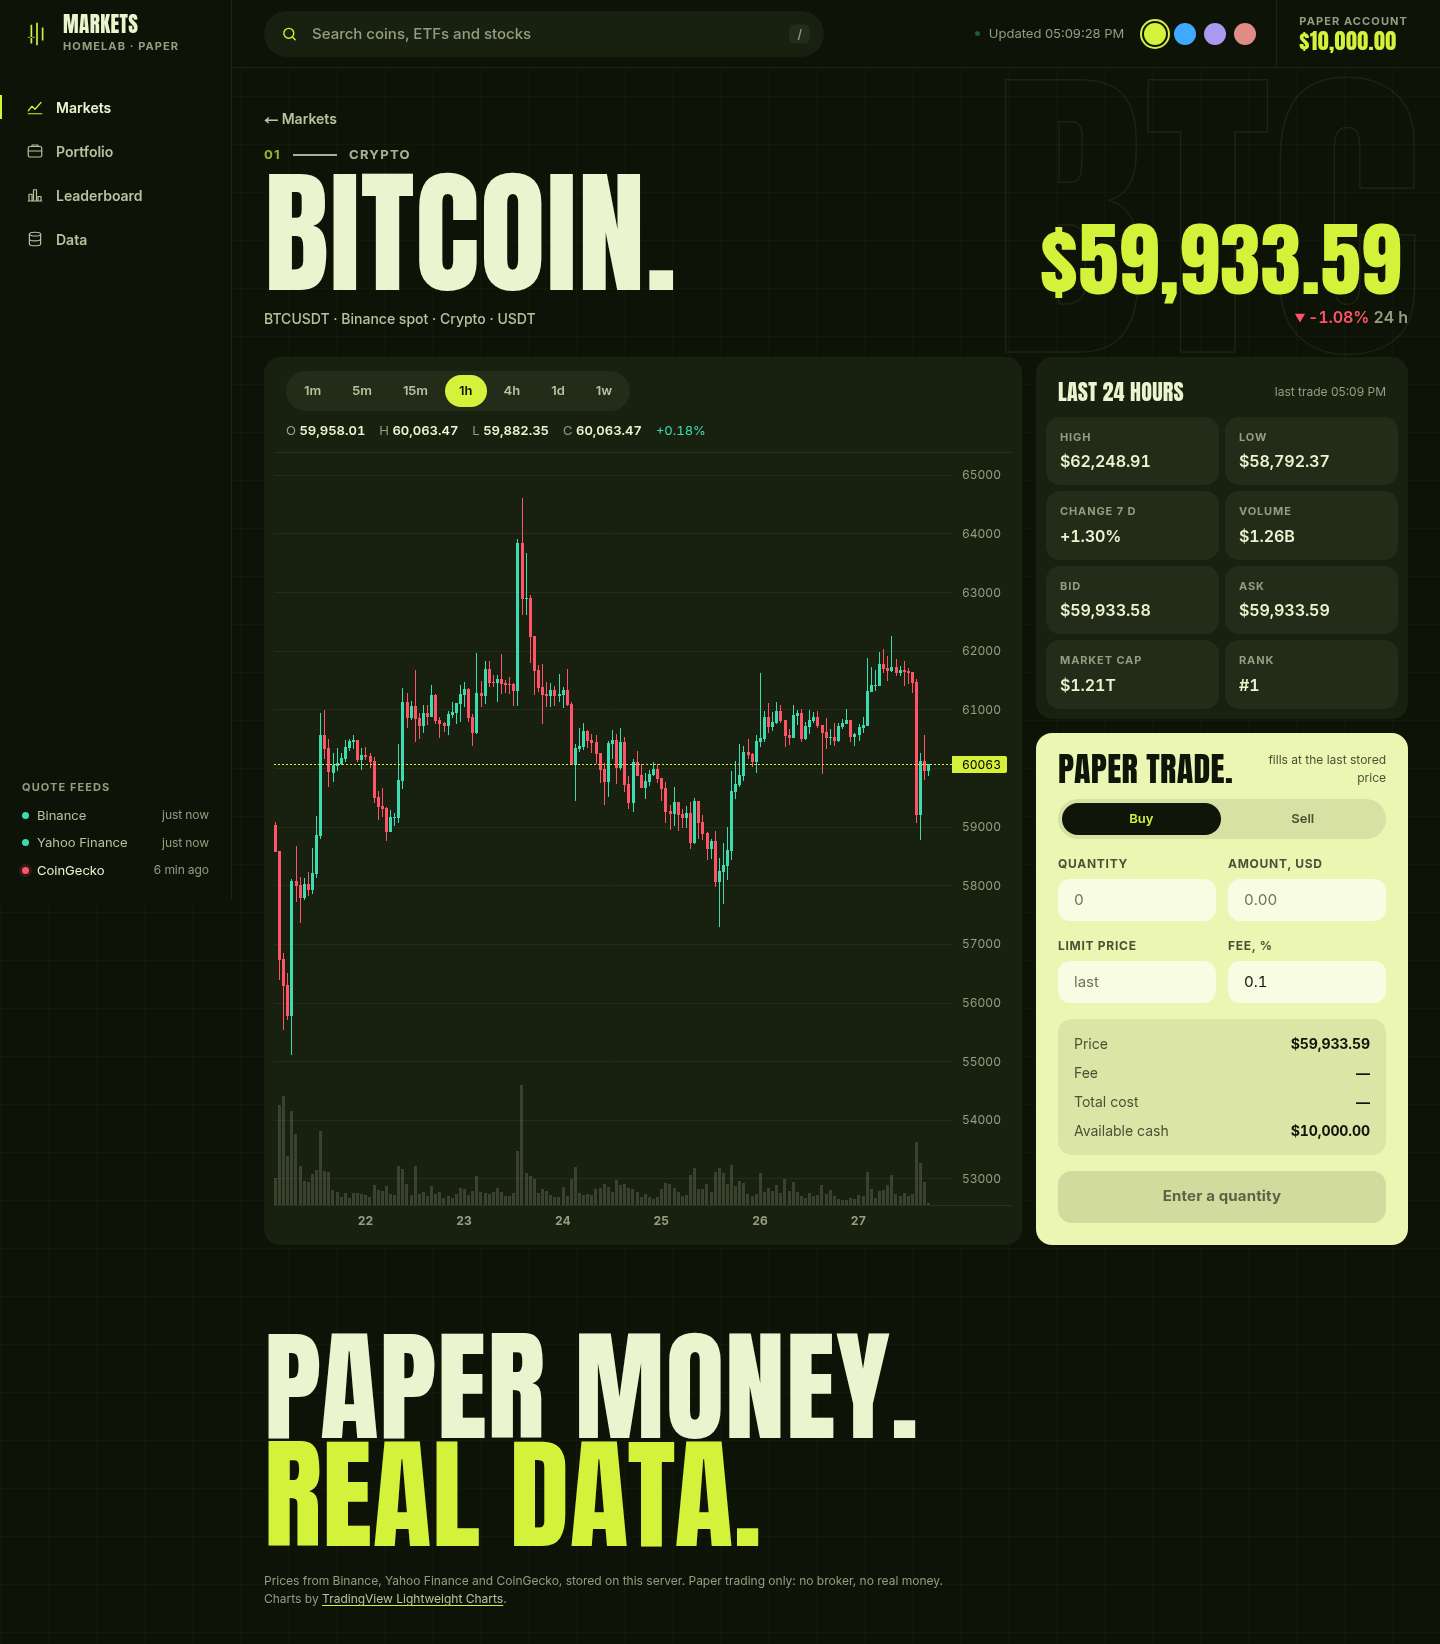 MARKETS
HOMELAB · PAPER
Search coins, ETFs and stocks
/
Updated 05:09:28 PM
PAPER ACCOUNT
$10,000.00
Markets
Portfolio
Leaderboard
Data
QUOTE FEEDS
Binance just now
Yahoo Finance just now
CoinGecko 6 min ago
BTC
← Markets
01 CRYPTO
BITCOIN.
$59,933.59
BTCUSDT · Binance spot · Crypto · USDT
▼ -1.08% 24 h
1m 5m 15m 1h 4h 1d 1w
O 59,958.01 H 60,063.47 L 59,882.35 C 60,063.47 +0.18%
65000
64000
63000
62000
61000
60063
59000
58000
57000
56000
55000
54000
53000
22 23 24 25 26 27
LAST 24 HOURS
last trade 05:09 PM
HIGH
$62,248.91
LOW
$58,792.37
CHANGE 7 D
+1.30%
VOLUME
$1.26B
BID
$59,933.58
ASK
$59,933.59
MARKET CAP
$1.21T
RANK
#1
PAPER TRADE.
fills at the last stored
price
Buy Sell
QUANTITY
0
AMOUNT, USD
0.00
LIMIT PRICE
last
FEE, %
0.1
Price $59,933.59
Fee —
Total cost —
Available cash $10,000.00
Enter a quantity
PAPER MONEY.
REAL DATA.
Prices from Binance, Yahoo Finance and CoinGecko, stored on this server. Paper trading only: no broker, no real money.
Charts by TradingView Lightweight Charts.